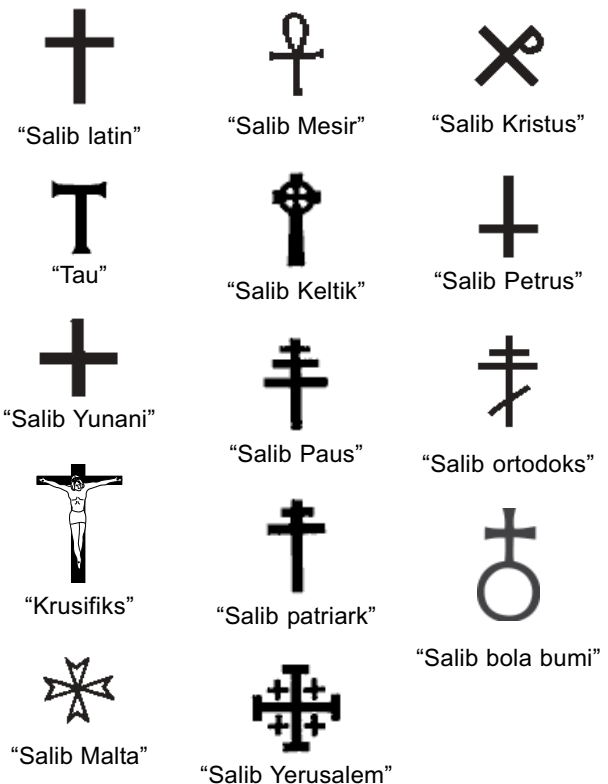 “Salib latin”
“Salib Mesir”
“Salib Kristus”
“Tau”
“Salib Keltik”
“Salib Petrus”
“Salib Yunani”
“Salib Paus”
“Salib ortodoks”
“Krusifiks”
“Salib patriark”
“Salib bola bumi”
“Salib Malta”
“Salib Yerusalem”